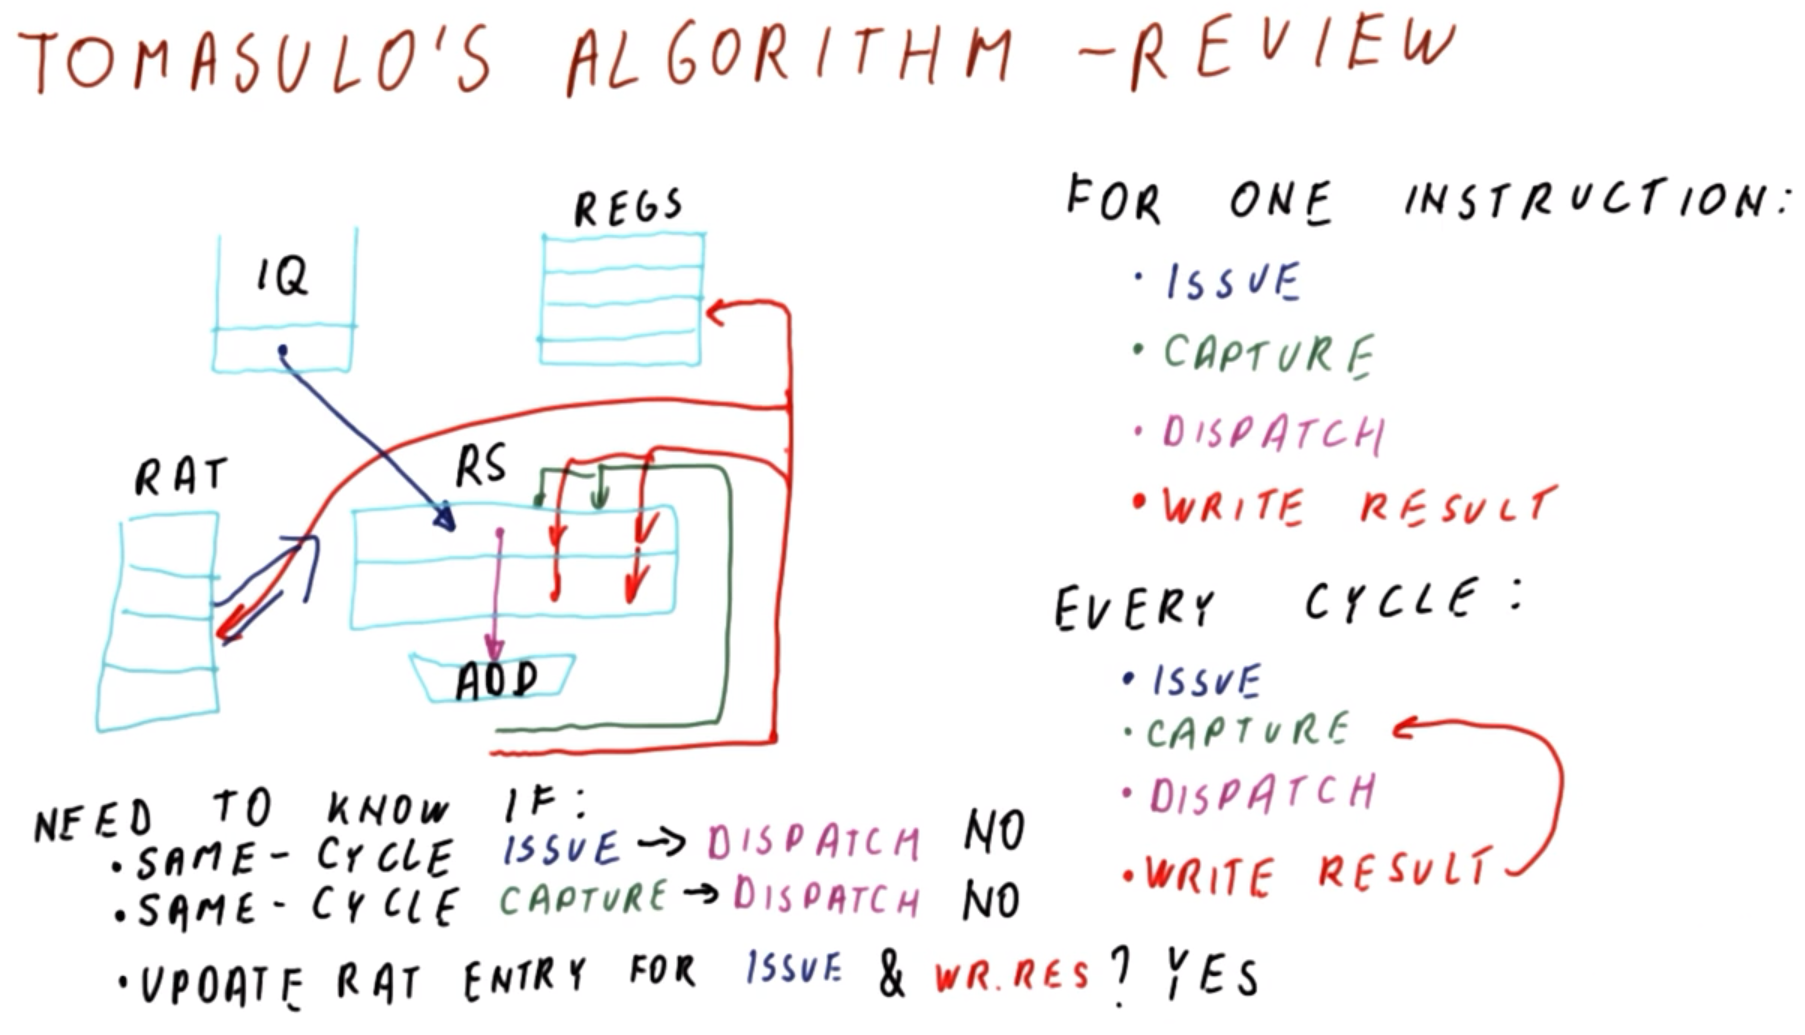 TOMASULO'S ALGORITHM - REVIEW
REGS
IQ
RAT
RS
ADD
FOR ONE INSTRUCTION:
• ISSUE
• CAPTURE
• DISPATCH
• WRITE RESULT
EVERY CYCLE:
• ISSUE
• CAPTURE
• DISPATCH
• WRITE RESULT
NEED TO KNOW IF:
• SAME-CYCLE ISSUE → DISPATCH NO
• SAME-CYCLE CAPTURE → DISPATCH NO
• UPDATE RAT ENTRY FOR ISSUE & WR.RES? YES